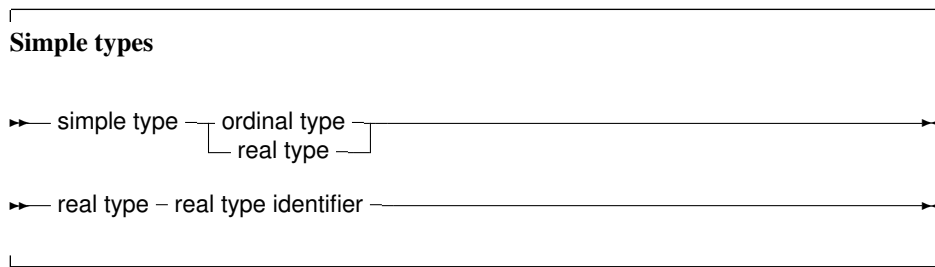 Simple types
simple type ordinal type
real type
real type real type identifier